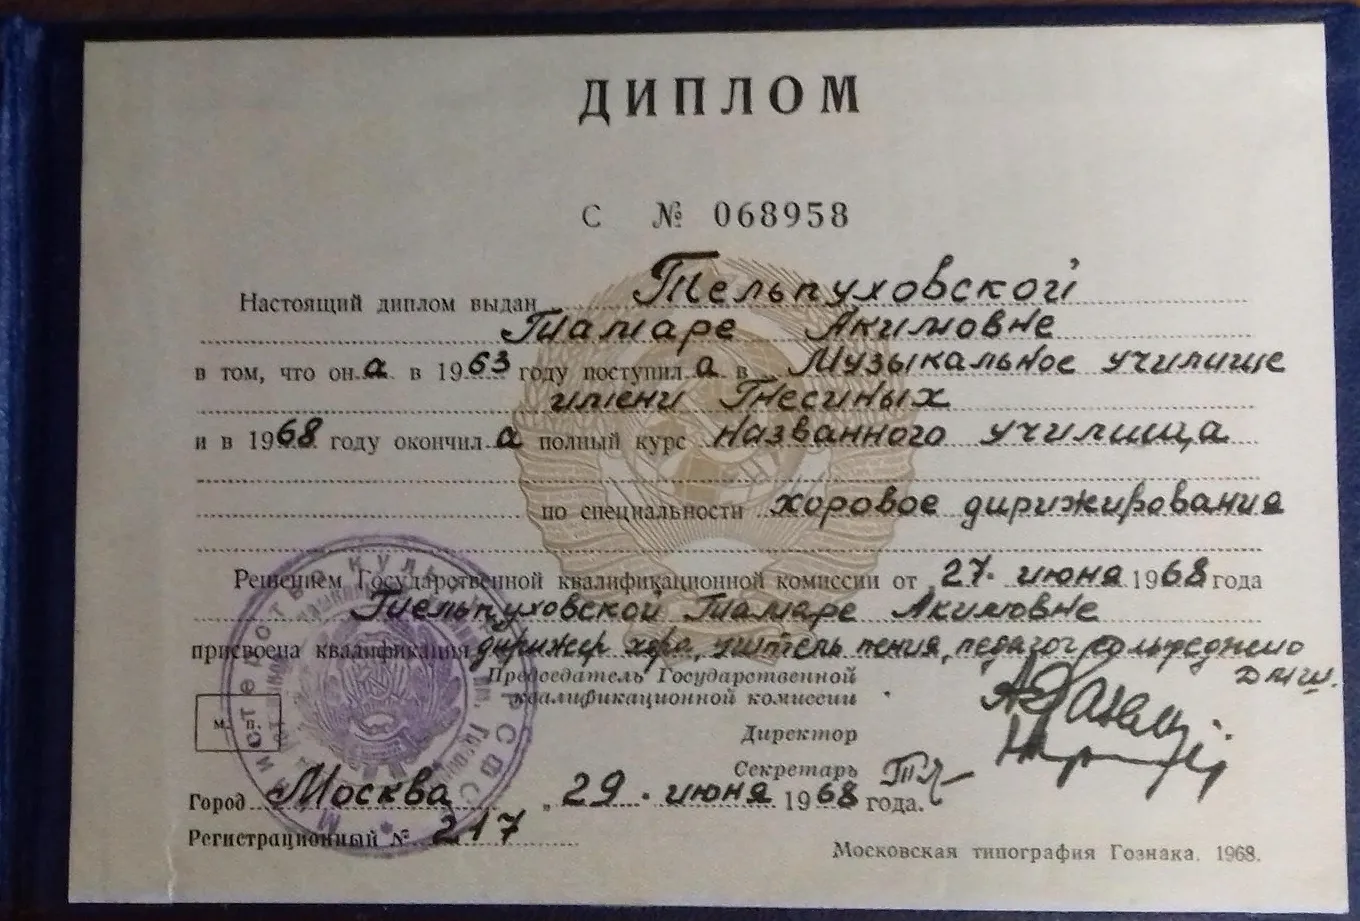 ДИПЛОМ
С № 068958
Настоящий диплом выдан Тельпуховской
Тамаре Акимовне
в том, что она в 1963 году поступила в Музыкальное училище
имени Гнесиных
и в 1968 году окончила полный курс названного училища
по специальности хоровое дирижирования
Решением Государственной квалификационной комиссии от 27. июня 1968 года
Тельпуховской Тамаре Акимовне
присвоена квалификация дирижер хора, учитель пения, педагог сольфеджио
ДМШ.
Председатель Государственной
квалификационной комиссии
Директор
Секретарь
м. п.
Город Москва „ 29 . июня 1968 года.
Регистрационный № 217
Московская типография Гознака. 1968.